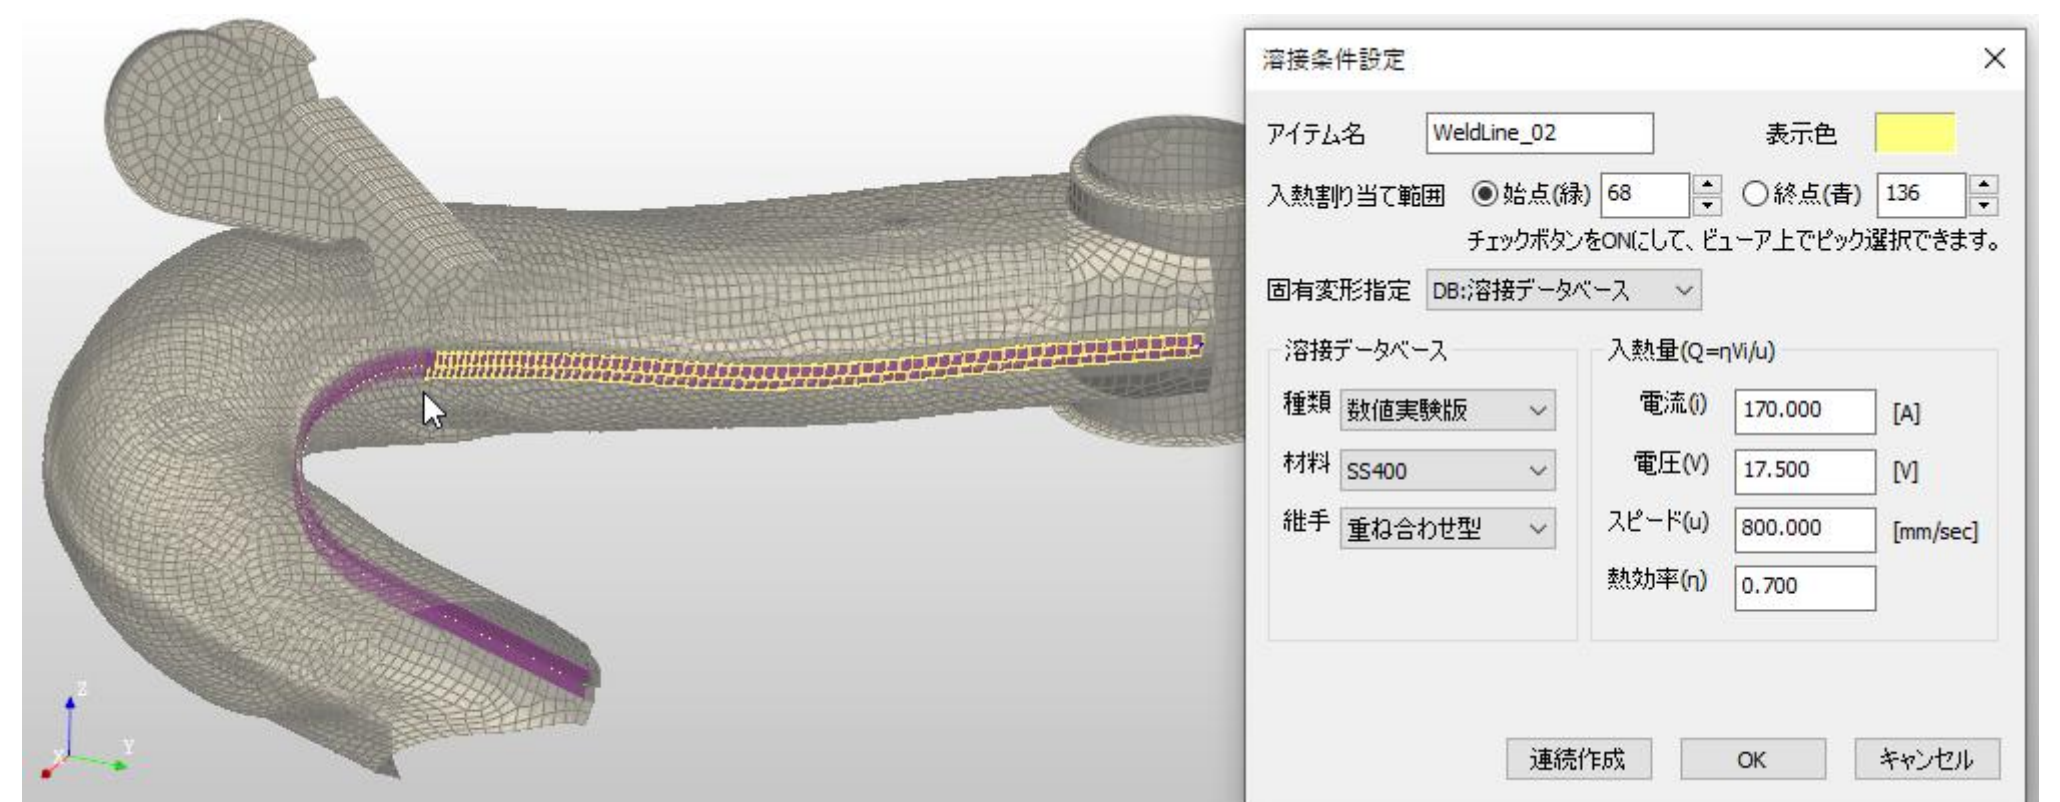 溶接条件設定
アイテム名 WeldLine_02 表示色
入熱割り当て範囲 始点(緑) 68 終点(青) 136
チェックボタンをONにして、ビューア上でピック選択できます。
固有変形指定 DB:溶接データベース
溶接データベース
種類 数値実験版
材料 SS400
継手 重ね合わせ型
入熱量(Q=ηVi/u)
電流(i) 170.000 [A]
電圧(V) 17.500 [V]
スピード(u) 800.000 [mm/sec]
熱効率(η) 0.700
連続作成 OK キャンセル
Z
X Y